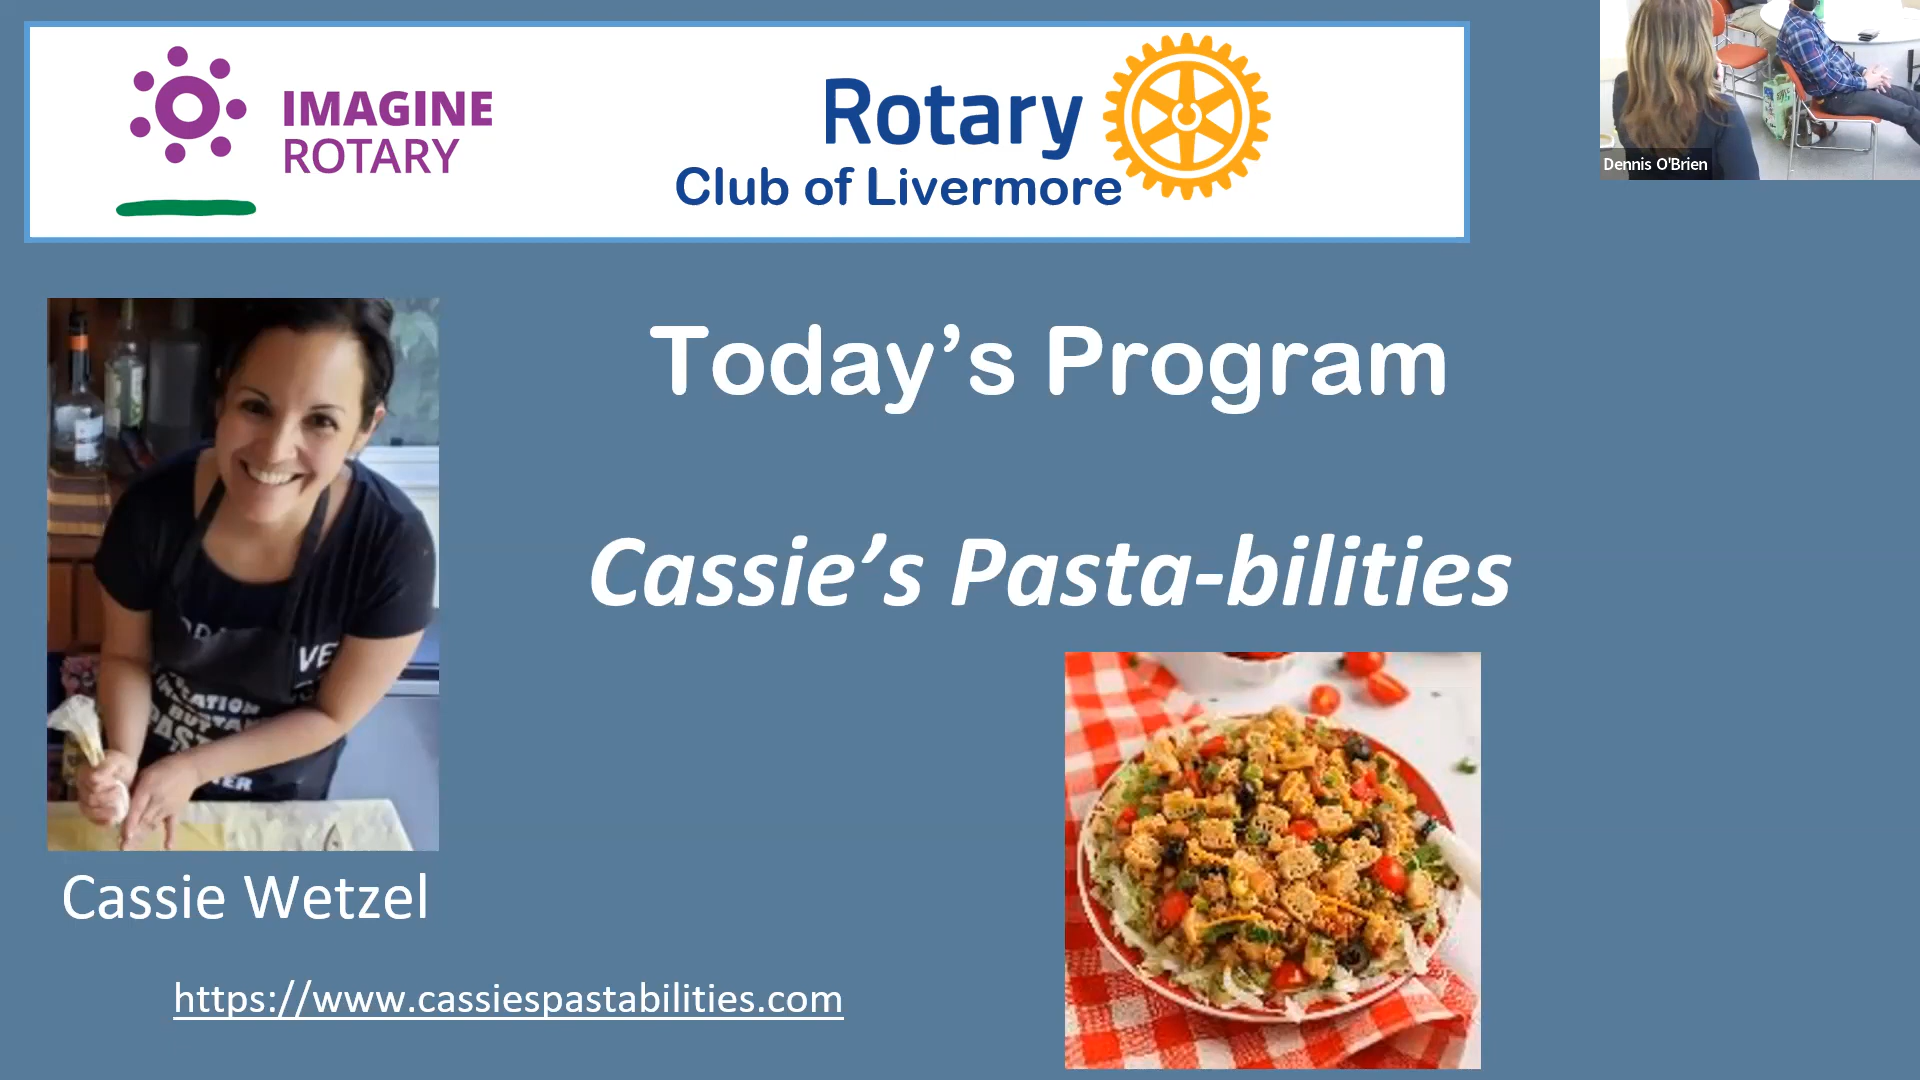 IMAGINE
ROTARY
Rotary
Club of Livermore
Dennis O'Brien
Today's Program
Cassie's Pasta-bilities
Cassie Wetzel
https://www.cassiespastabilities.com